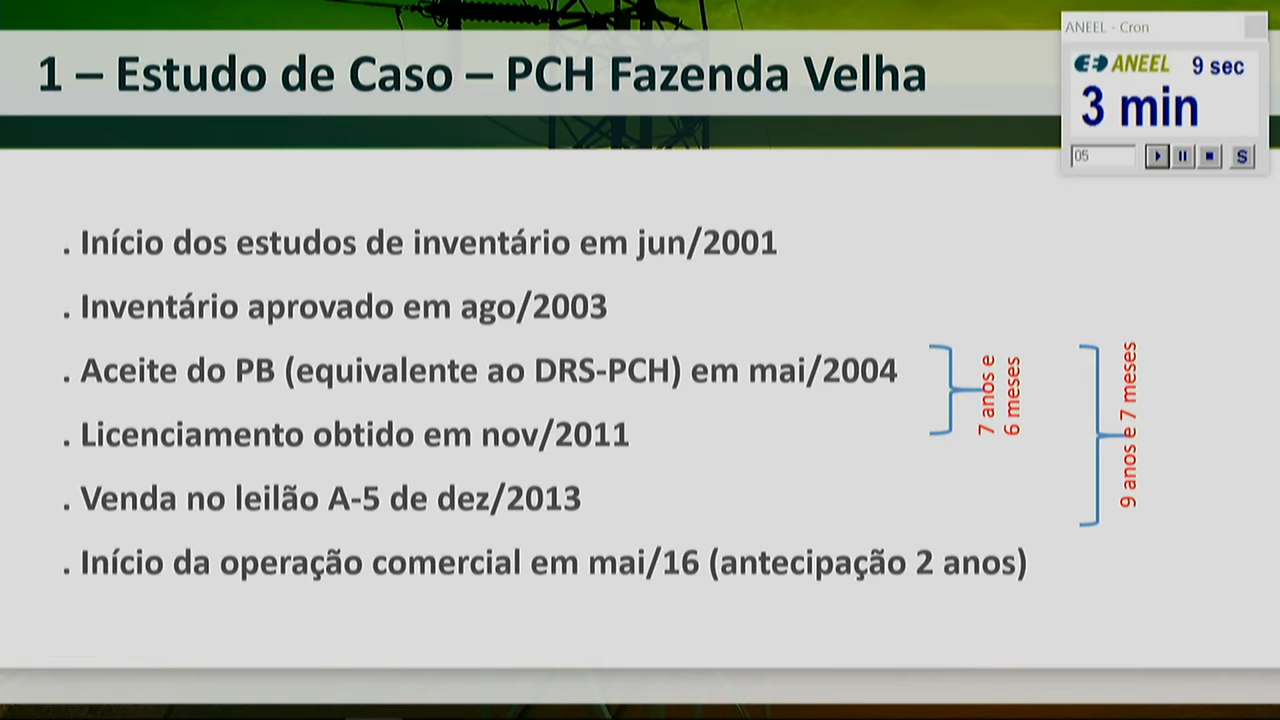 1 – Estudo de Caso – PCH Fazenda Velha
ANEEL - Cron
ANEEL 9 sec
3 min
05
S
. Início dos estudos de inventário em jun/2001
. Inventário aprovado em ago/2003
. Aceite do PB (equivalente ao DRS-PCH) em mai/2004
. Licenciamento obtido em nov/2011
. Venda no leilão A-5 de dez/2013
. Início da operação comercial em mai/16 (antecipação 2 anos)
7 anos e
6 meses
9 anos e 7 meses